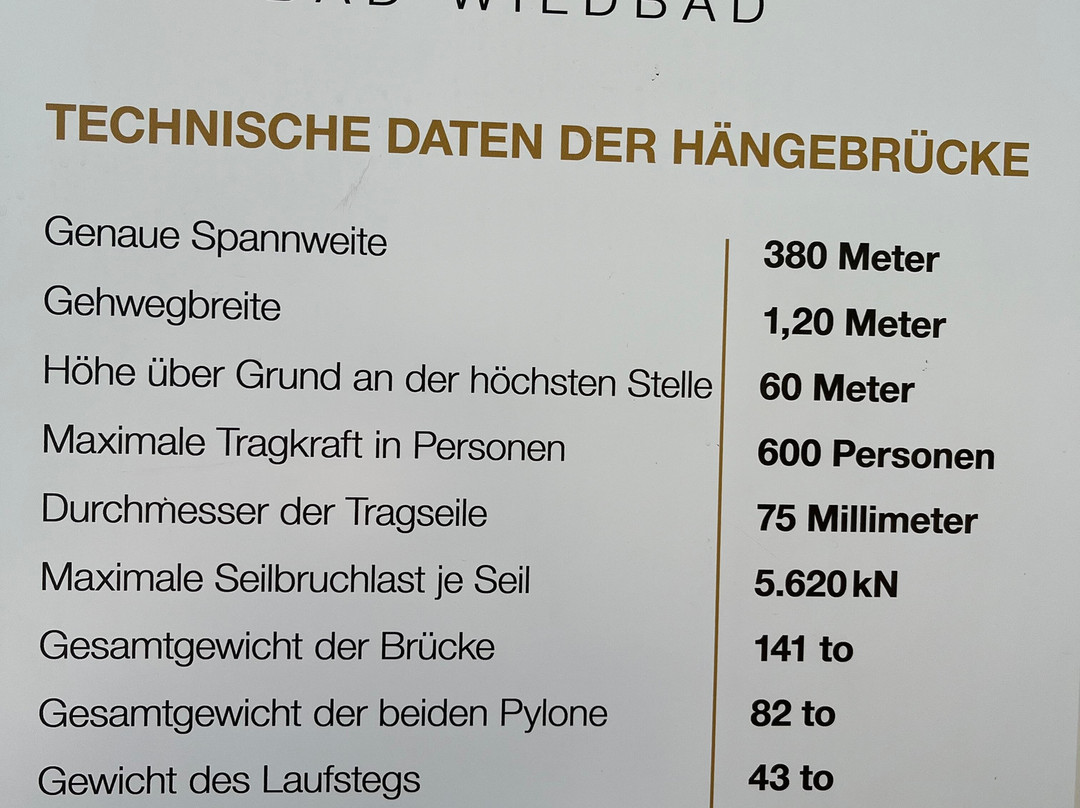 BAD WILDBAD
TECHNISCHE DATEN DER HÄNGEBRÜCKE
Genaue Spannweite 380 Meter
Gehwegbreite 1,20 Meter
Höhe über Grund an der höchsten Stelle 60 Meter
Maximale Tragkraft in Personen 600 Personen
Durchmesser der Tragseile 75 Millimeter
Maximale Seilbruchlast je Seil 5.620 kN
Gesamtgewicht der Brücke 141 to
Gesamtgewicht der beiden Pylone 82 to
Gewicht des Laufstegs 43 to